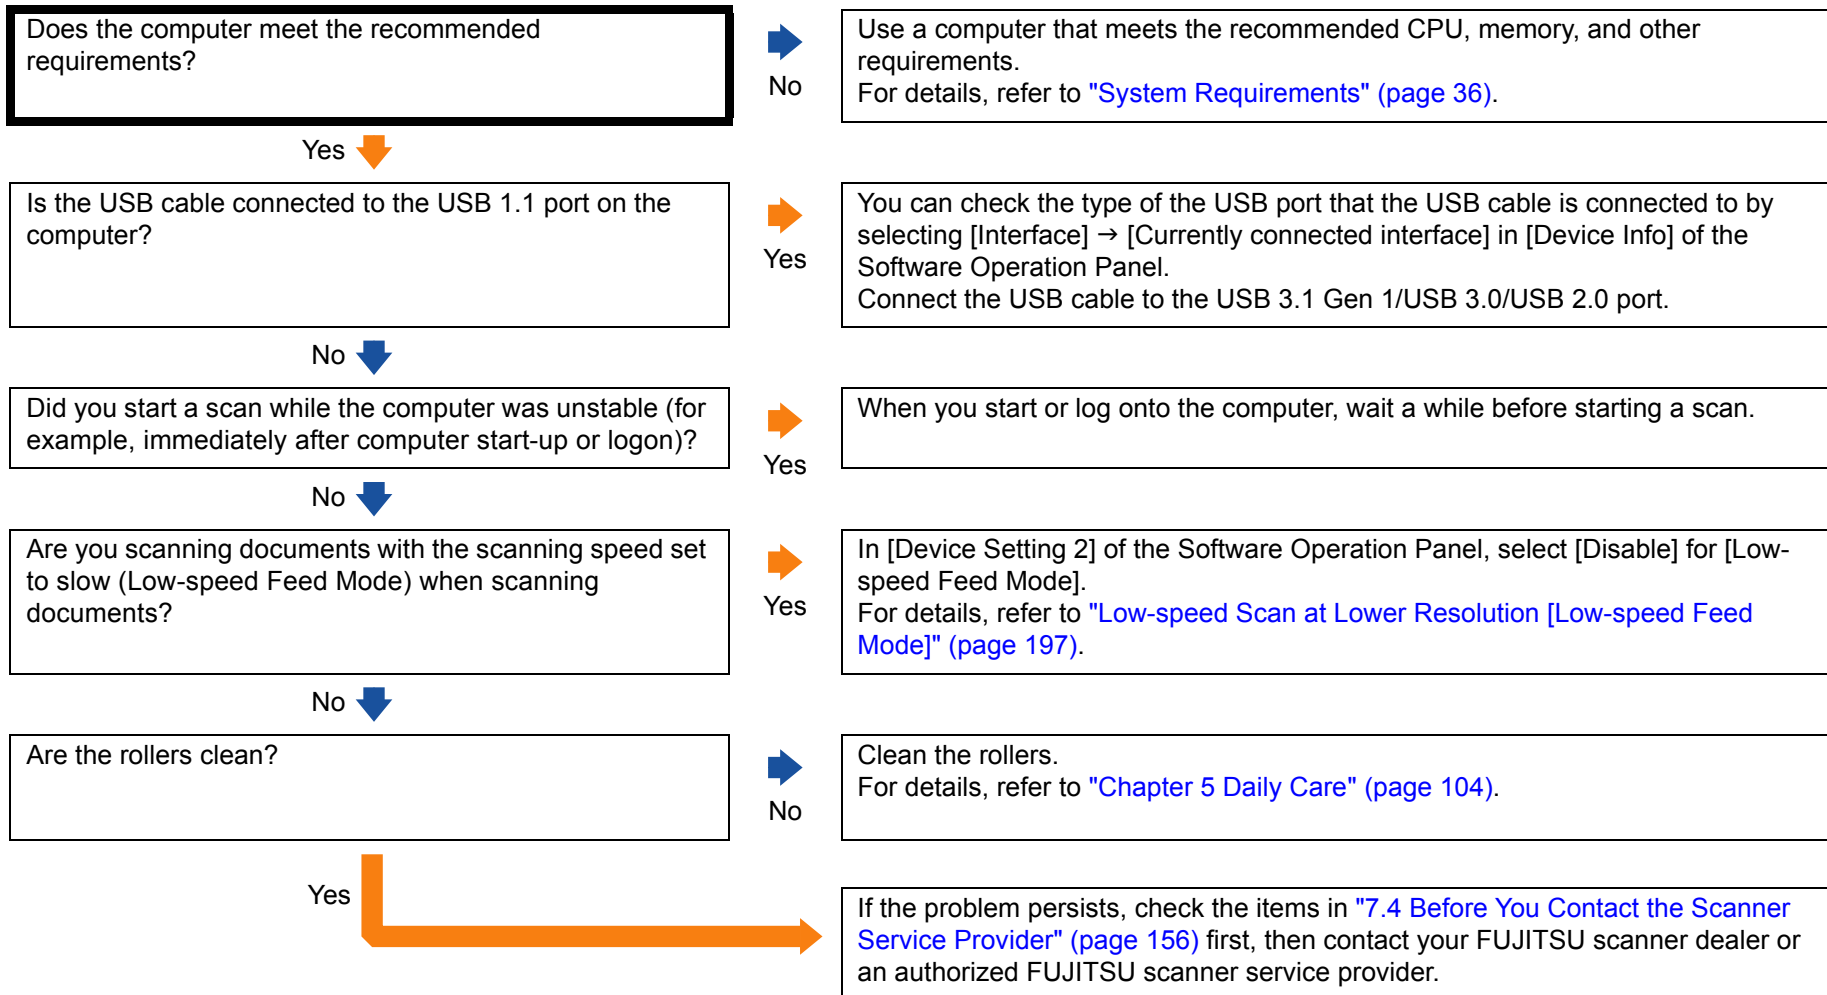 Does the computer meet the recommended
requirements?
No
Use a computer that meets the recommended CPU, memory, and other
requirements.
For details, refer to "System Requirements" (page 36).
Yes
Is the USB cable connected to the USB 1.1 port on the
computer?
Yes
You can check the type of the USB port that the USB cable is connected to by
selecting [Interface] → [Currently connected interface] in [Device Info] of the
Software Operation Panel.
Connect the USB cable to the USB 3.1 Gen 1/USB 3.0/USB 2.0 port.
No
Did you start a scan while the computer was unstable (for
example, immediately after computer start-up or logon)?
Yes
When you start or log onto the computer, wait a while before starting a scan.
No
Are you scanning documents with the scanning speed set
to slow (Low-speed Feed Mode) when scanning
documents?
Yes
In [Device Setting 2] of the Software Operation Panel, select [Disable] for [Low-
speed Feed Mode].
For details, refer to "Low-speed Scan at Lower Resolution [Low-speed Feed
Mode]" (page 197).
No
Are the rollers clean?
No
Clean the rollers.
For details, refer to "Chapter 5 Daily Care" (page 104).
Yes
If the problem persists, check the items in "7.4 Before You Contact the Scanner
Service Provider" (page 156) first, then contact your FUJITSU scanner dealer or
an authorized FUJITSU scanner service provider.